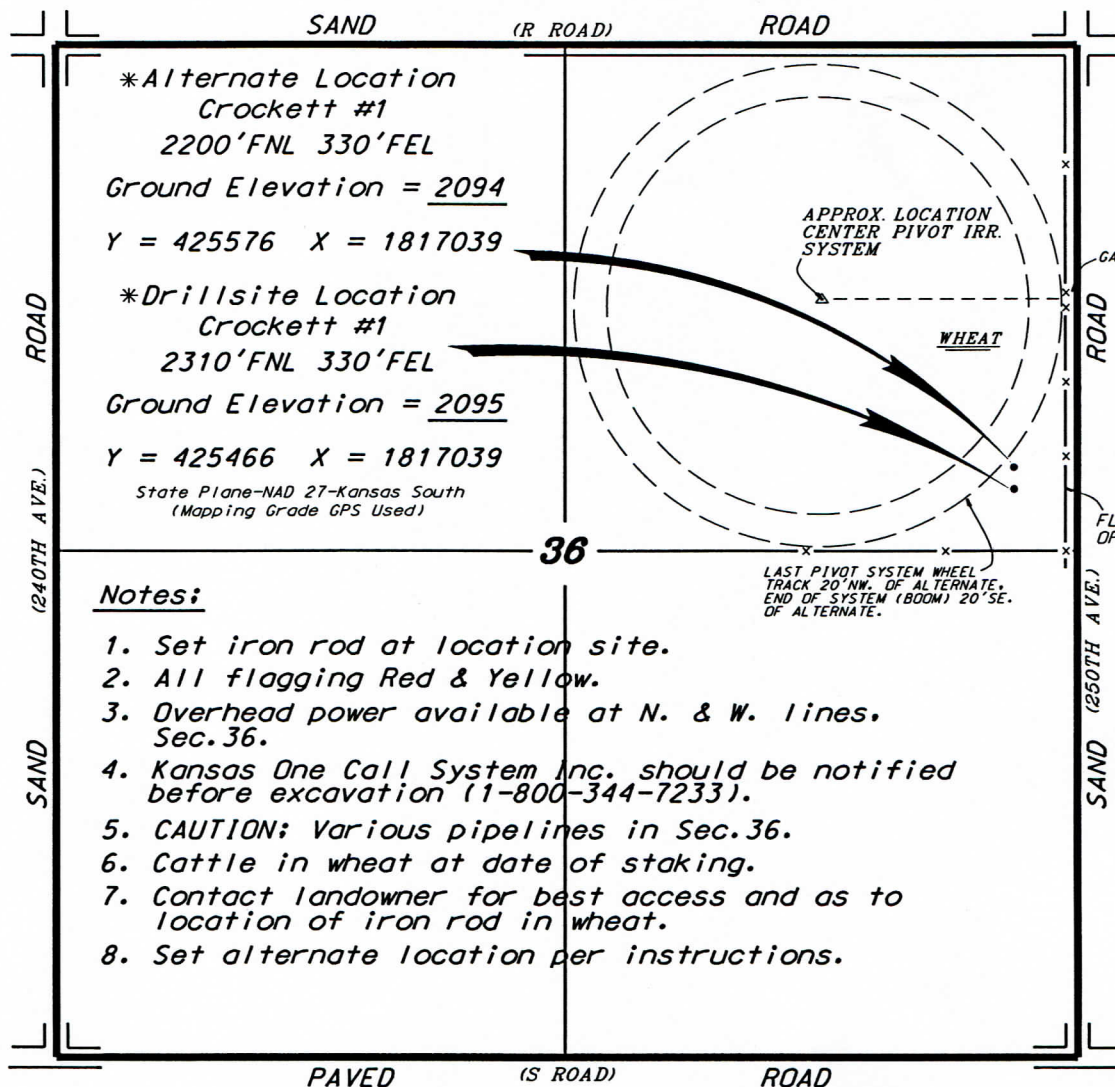 SAND (R ROAD) ROAD
*Alternate Location
Crockett #1
2200'FNL 330'FEL
Ground Elevation = 2094
Y = 425576 X = 1817039
*Drillsite Location
Crockett #1
2310'FNL 330'FEL
Ground Elevation = 2095
Y = 425466 X = 1817039
State Plane-NAD 27-Kansas South
(Mapping Grade GPS Used)
APPROX. LOCATION
CENTER PIVOT IRR.
SYSTEM
WHEAT
GA
FL
OF
36
LAST PIVOT SYSTEM WHEEL
TRACK 20'NW. OF ALTERNATE.
END OF SYSTEM (BOOM) 20'SE.
OF ALTERNATE.
SAND (240TH AVE.) ROAD
SAND (250TH AVE.) ROAD
Notes:
1. Set iron rod at location site.
2. All flagging Red & Yellow.
3. Overhead power available at N. & W. lines,
Sec.36.
4. Kansas One Call System Inc. should be notified
before excavation (1-800-344-7233).
5. CAUTION: Various pipelines in Sec.36.
6. Cattle in wheat at date of staking.
7. Contact landowner for best access and as to
location of iron rod in wheat.
8. Set alternate location per instructions.
PAVED (S ROAD) ROAD